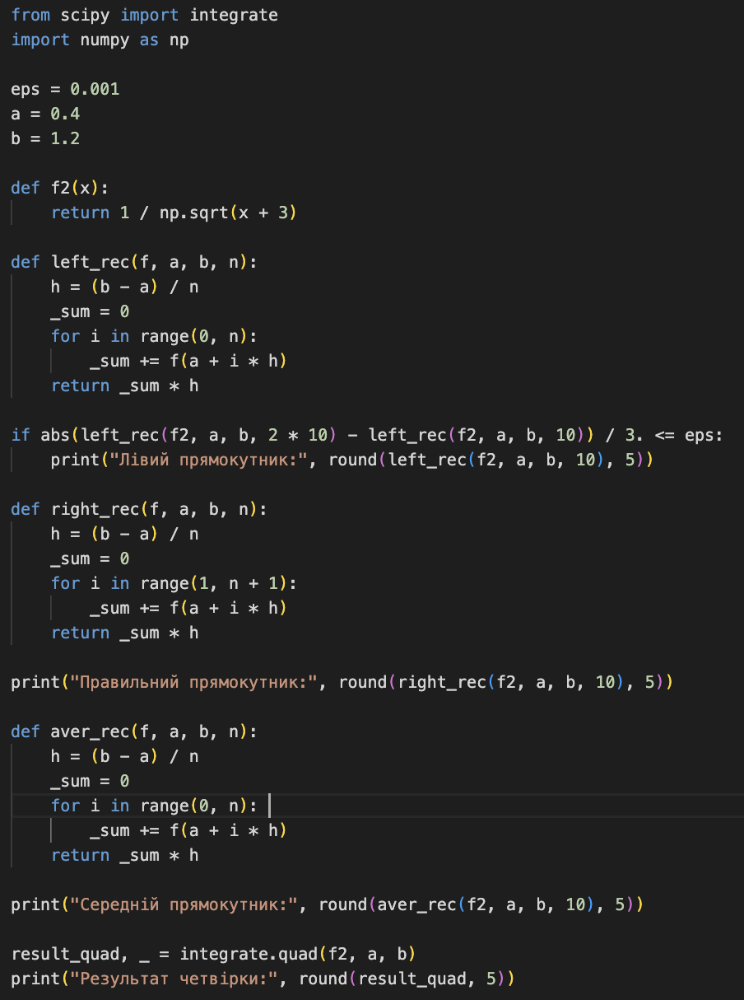 from scipy import integrate
import numpy as np
eps = 0.001
a = 0.4
b = 1.2
def f2(x):
    return 1 / np.sqrt(x + 3)
def left_rec(f, a, b, n):
    h = (b - a) / n
    _sum = 0
    for i in range(0, n):
        _sum += f(a + i * h)
    return _sum * h
if abs(left_rec(f2, a, b, 2 * 10) - left_rec(f2, a, b, 10)) / 3. <= eps:
    print("Лівий прямокутник:", round(left_rec(f2, a, b, 10), 5))
def right_rec(f, a, b, n):
    h = (b - a) / n
    _sum = 0
    for i in range(1, n + 1):
        _sum += f(a + i * h)
    return _sum * h
print("Правильний прямокутник:", round(right_rec(f2, a, b, 10), 5))
def aver_rec(f, a, b, n):
    h = (b - a) / n
    _sum = 0
    for i in range(0, n):
        _sum += f(a + i * h)
    return _sum * h
print("Середній прямокутник:", round(aver_rec(f2, a, b, 10), 5))
result_quad, _ = integrate.quad(f2, a, b)
print("Результат четвірки:", round(result_quad, 5))